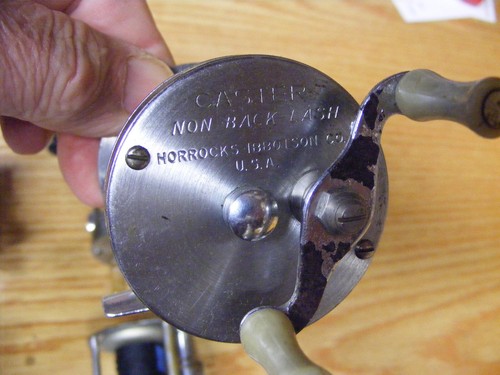 CASTER
NON BACK LASH
HORROCKS IBBOTSON CO.
U.S.A.